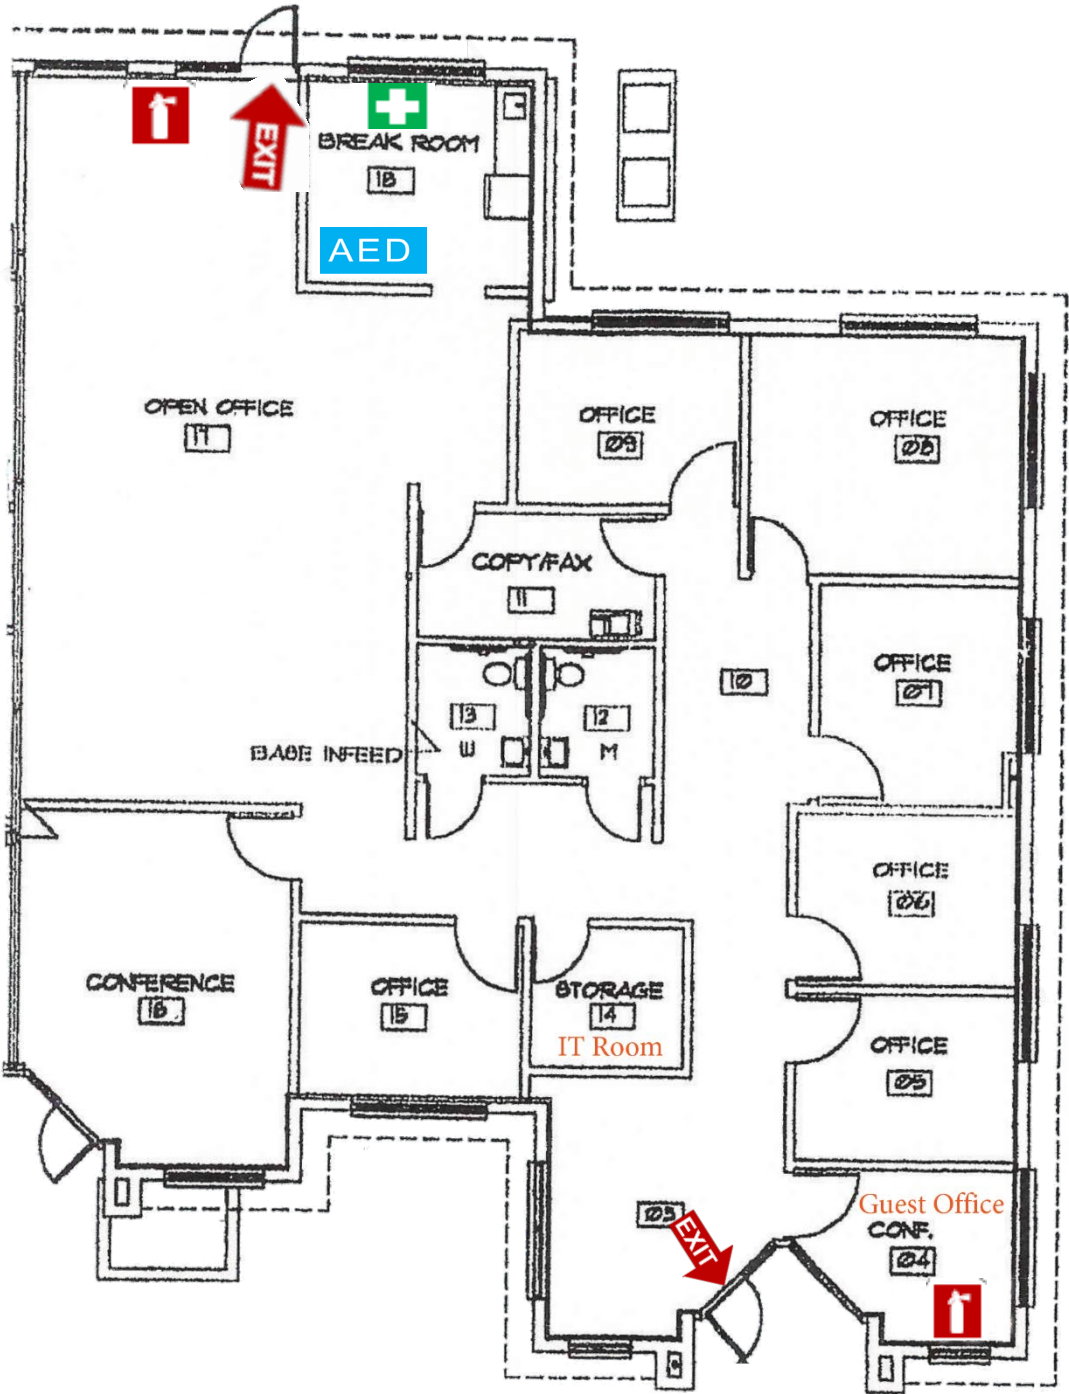 EXIT
BREAK ROOM
18
AED
OPEN OFFICE
17
OFFICE
09
OFFICE
08
COPY/FAX
11
OFFICE
07
10
13
W
12
M
BASE INFEED
OFFICE
06
CONFERENCE
16
OFFICE
15
STORAGE
14
IT Room
OFFICE
05
03
EXIT
Guest Office
CONF.
04